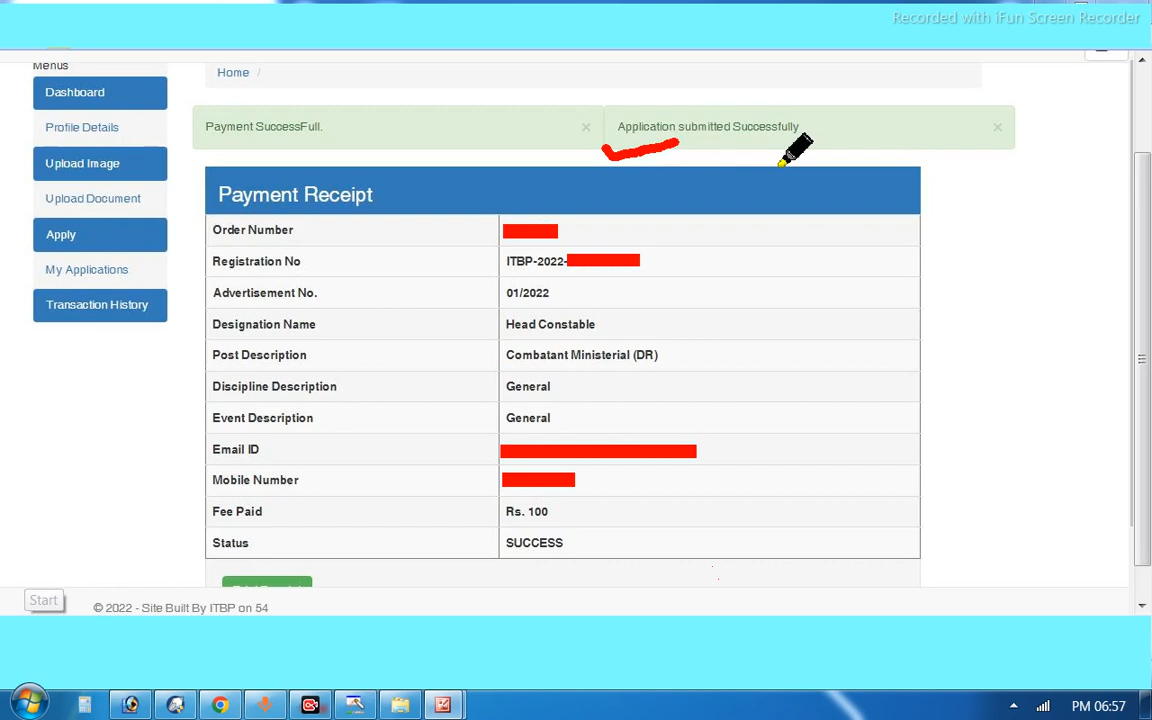 Recorded with iFun Screen Recorder
Menus
Home /
Dashboard
Profile Details
Upload Image
Upload Document
Apply
My Applications
Transaction History
Payment SuccessFull. ×
Application submitted Successfully ×
Payment Receipt
Order Number
Registration No ITBP-2022-
Advertisement No. 01/2022
Designation Name Head Constable
Post Description Combatant Ministerial (DR)
Discipline Description General
Event Description General
Email ID
Mobile Number
Fee Paid Rs. 100
Status SUCCESS
Start
© 2022 - Site Built By ITBP on 54
PM 06:57